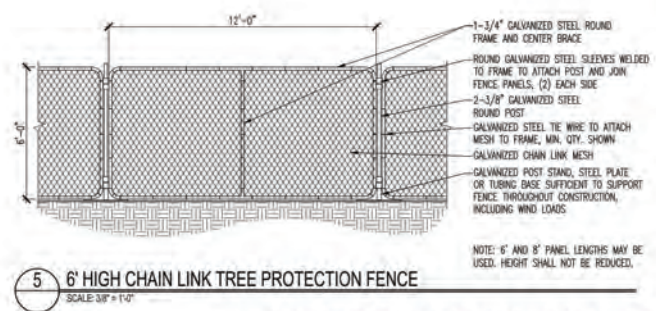 12'-0"
6'-0"
1-3/4" GALVANIZED STEEL ROUND
FRAME AND CENTER BRACE
ROUND GALVANIZED STEEL SLEEVES WELDED
TO FRAME TO ATTACH POST AND JOIN
FENCE PANELS, (2) EACH SIDE
2-3/8" GALVANIZED STEEL
ROUND POST
GALVANIZED STEEL TIE WIRE TO ATTACH
MESH TO FRAME, MIN. QTY. SHOWN
GALVANIZED CHAIN LINK MESH
GALVANIZED POST STAND, STEEL PLATE
OR TUBING BASE SUFFICIENT TO SUPPORT
FENCE THROUGHOUT CONSTRUCTION,
INCLUDING WIND LOADS
NOTE: 6' AND 8' PANEL LENGTHS MAY BE
USED. HEIGHT SHALL NOT BE REDUCED.
5
6' HIGH CHAIN LINK TREE PROTECTION FENCE
SCALE: 3/8" = 1'-0"